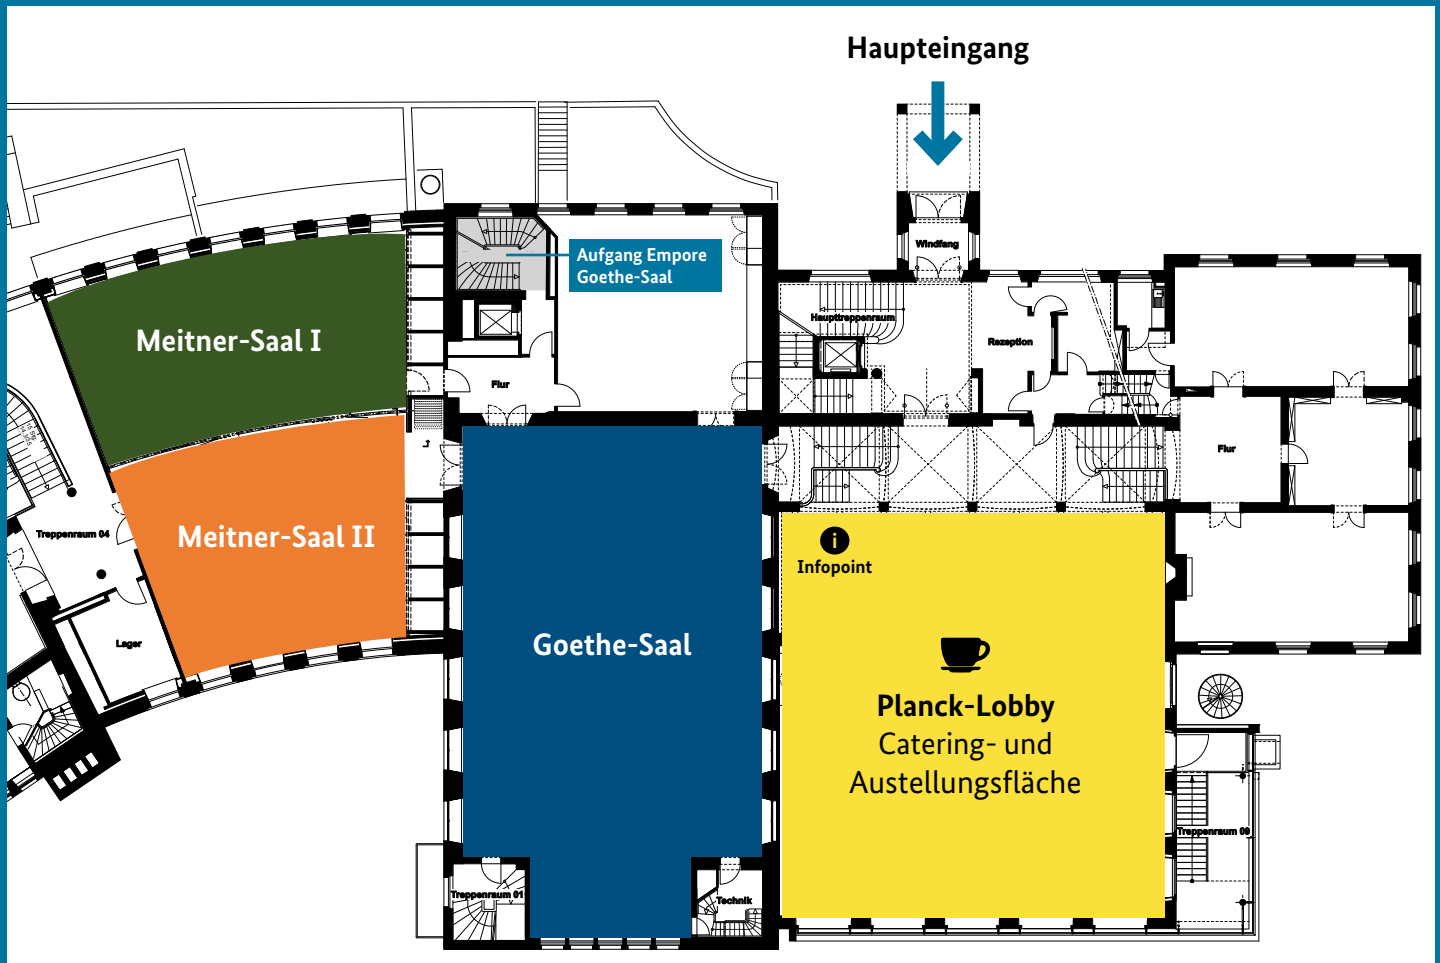 Haupteingang
Windfang
Aufgang Empore
Goethe-Saal
Haupttreppenraum
Rezeption
Meitner-Saal I
Flur
Flur
Meitner-Saal II
Treppenraum 04
i
Infopoint
Lager
Goethe-Saal
Planck-Lobby
Catering- und
Austellungsfläche
Treppenraum 09
Treppenraum 01
Technik